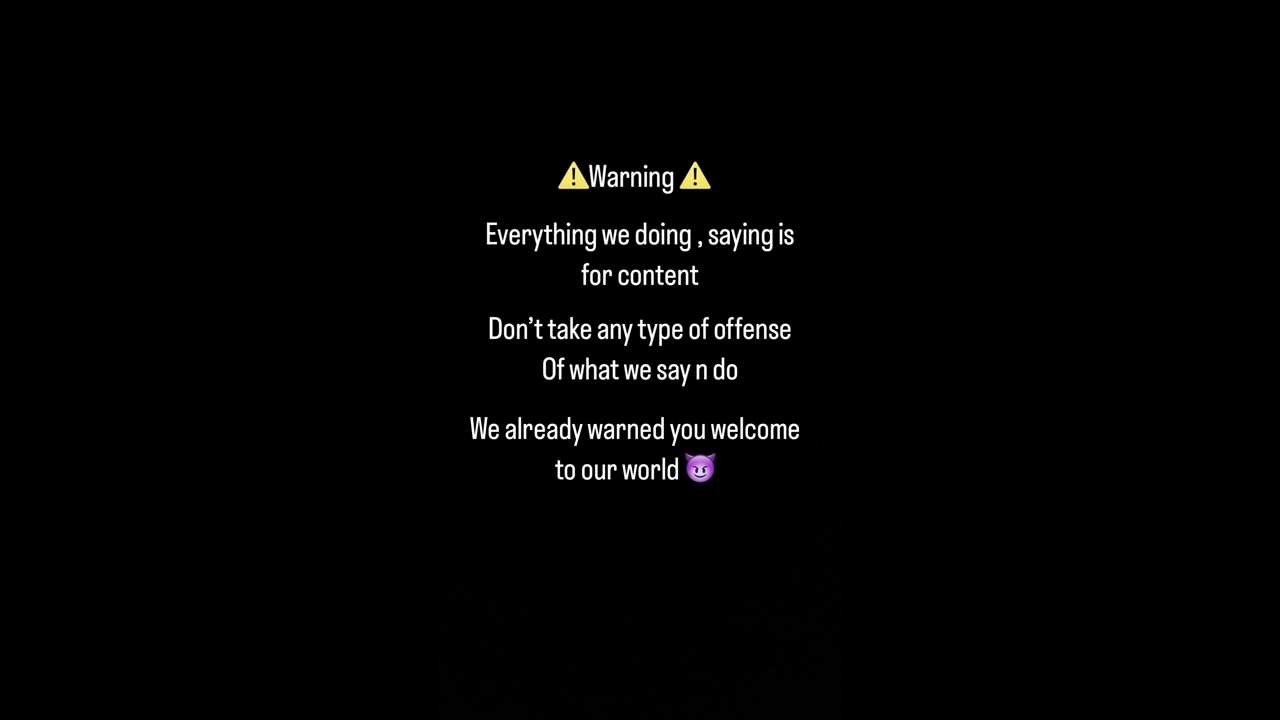 ⚠️Warning ⚠️
Everything we doing , saying is
for content
Don’t take any type of offense
Of what we say n do
We already warned you welcome
to our world 😈